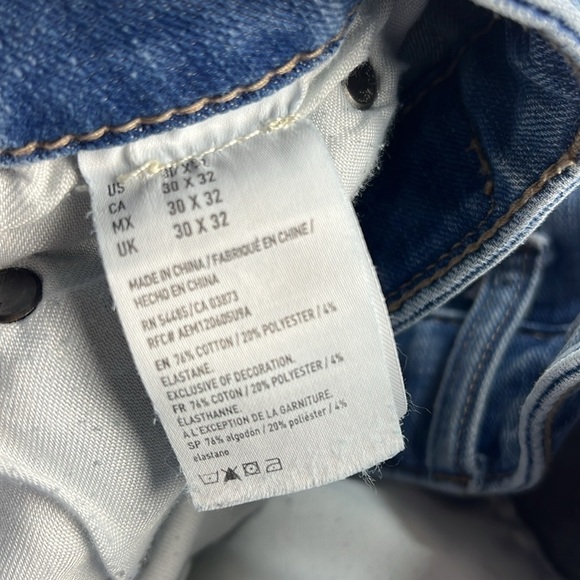 US
CA 30 X 32
MX 30 X 32
UK 30 X 32
MADE IN CHINA / FABRIQUÉ EN CHINE /
HECHO EN CHINA
RN 54485/CA 03873
RFC# AEM120605U9A
EN 76% COTTON / 20% POLYESTER / 4%
ELASTANE.
EXCLUSIVE OF DECORATION.
FR 76% COTON / 20% POLYESTER / 4%
ÉLASTHANNE.
À L'EXCEPTION DE LA GARNITURE.
SP 76% algodón / 20% poliéster / 4%
elastano